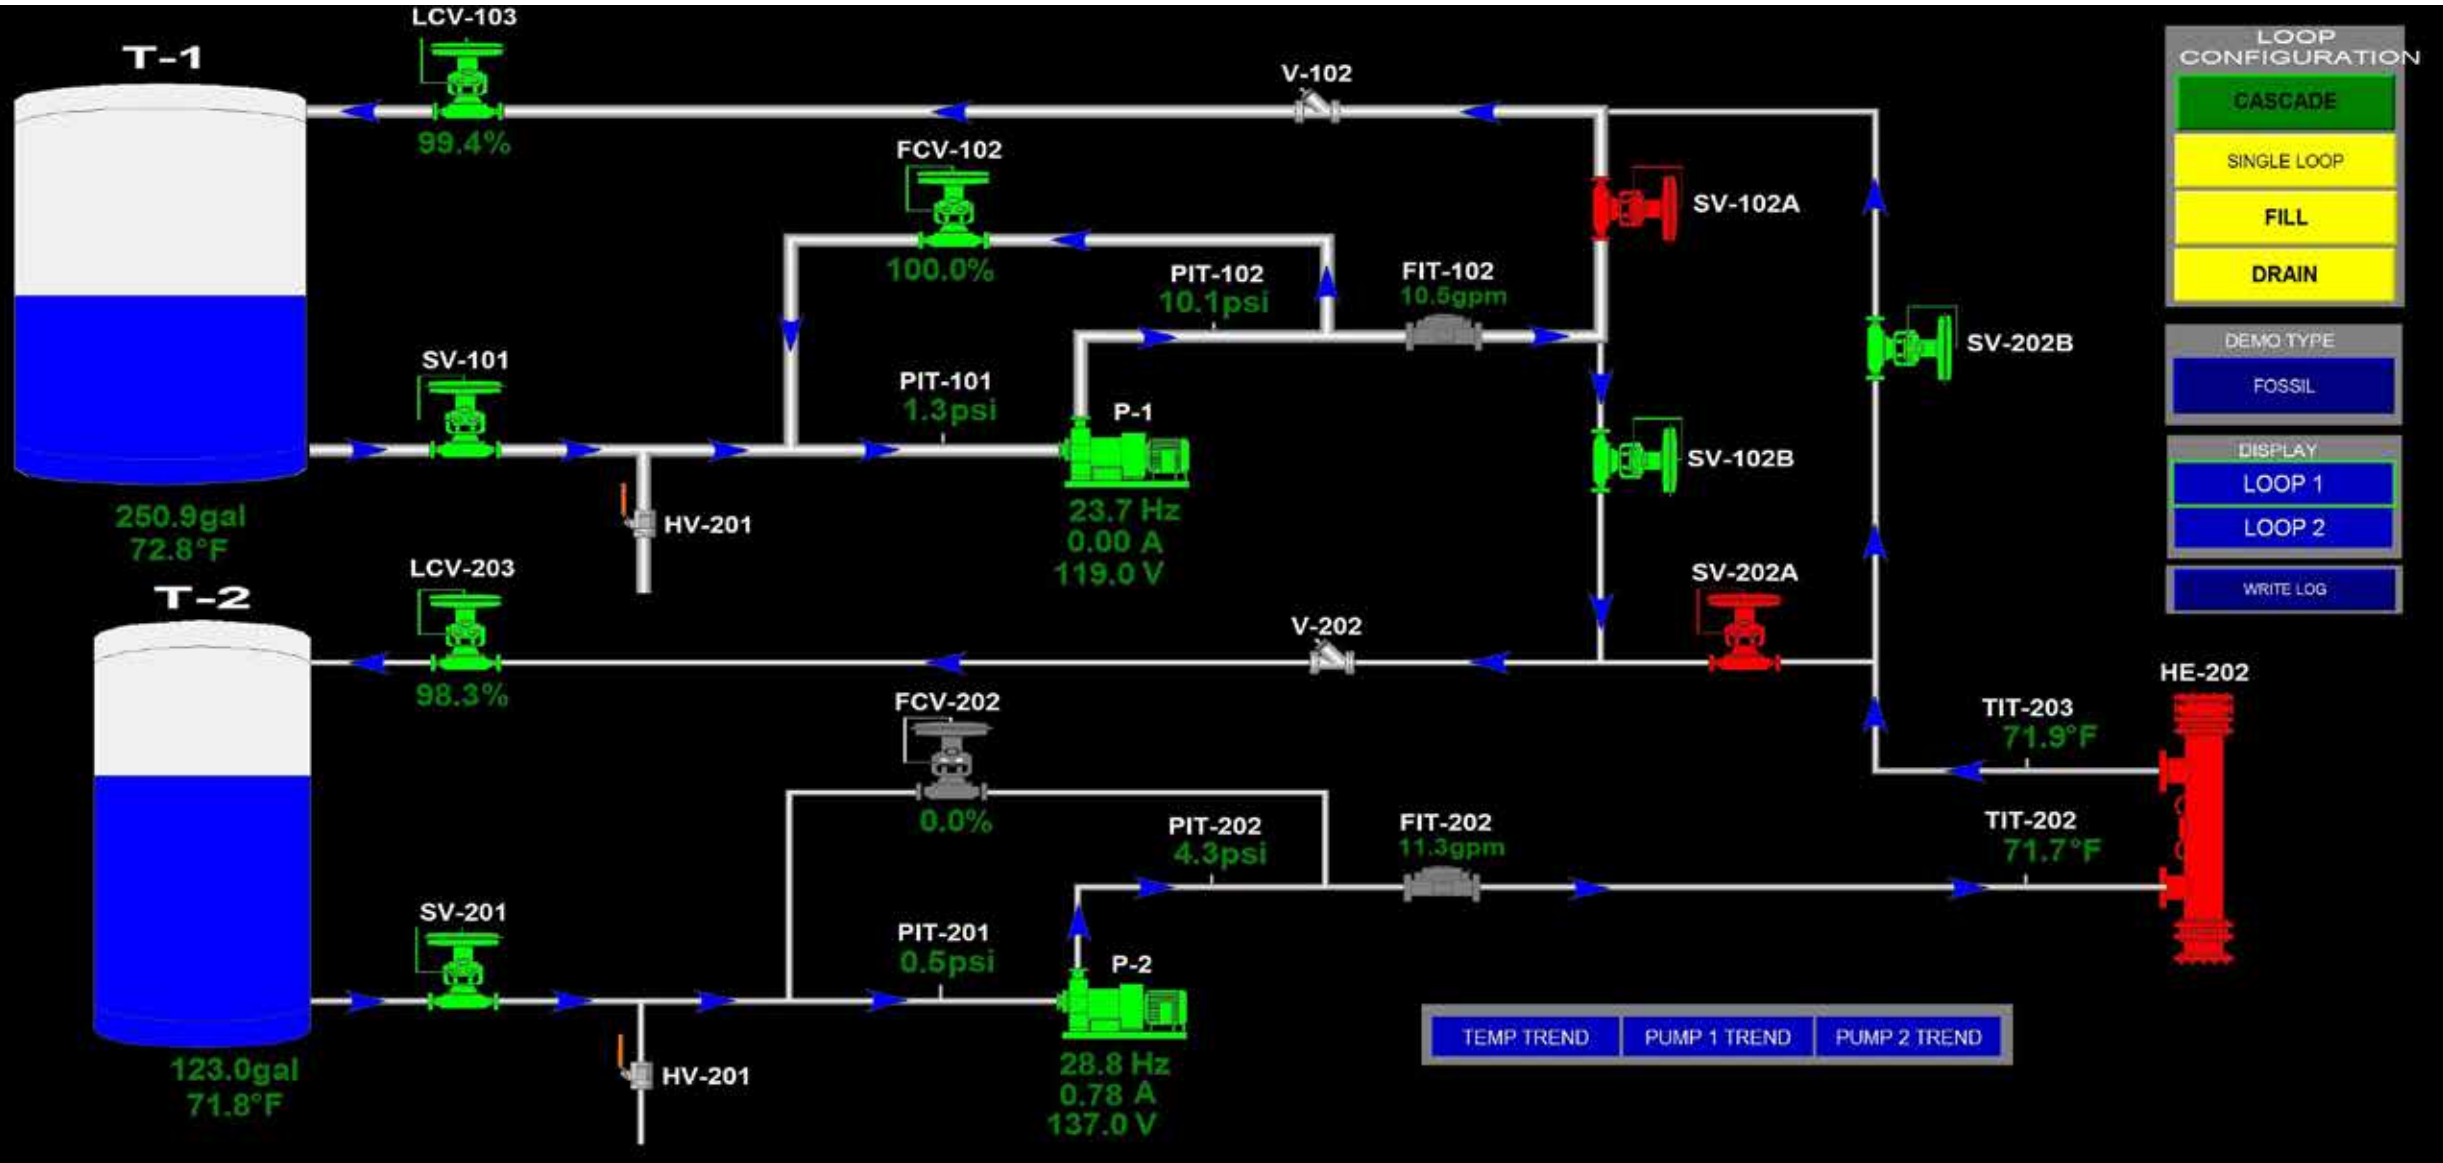 LCV-103
T-1
99.4%
V-102
FCV-102
100.0%
SV-102A
PIT-102
10.1psi
FIT-102
10.5gpm
SV-101
PIT-101
1.3psi
P-1
23.7 Hz
0.00 A
119.0 V
SV-102B
SV-202B
250.9gal
72.8°F
HV-201
LCV-203
T-2
98.3%
V-202
SV-202A
FCV-202
0.0%
HE-202
TIT-203
71.9°F
PIT-202
4.3psi
FIT-202
11.3gpm
TIT-202
71.7°F
SV-201
PIT-201
0.5psi
P-2
28.8 Hz
0.78 A
137.0 V
123.0gal
71.8°F
HV-201
LOOP
CONFIGURATION
CASCADE
SINGLE LOOP
FILL
DRAIN
DEMO TYPE
FOSSIL
DISPLAY
LOOP 1
LOOP 2
WRITE LOG
TEMP TREND
PUMP 1 TREND
PUMP 2 TREND